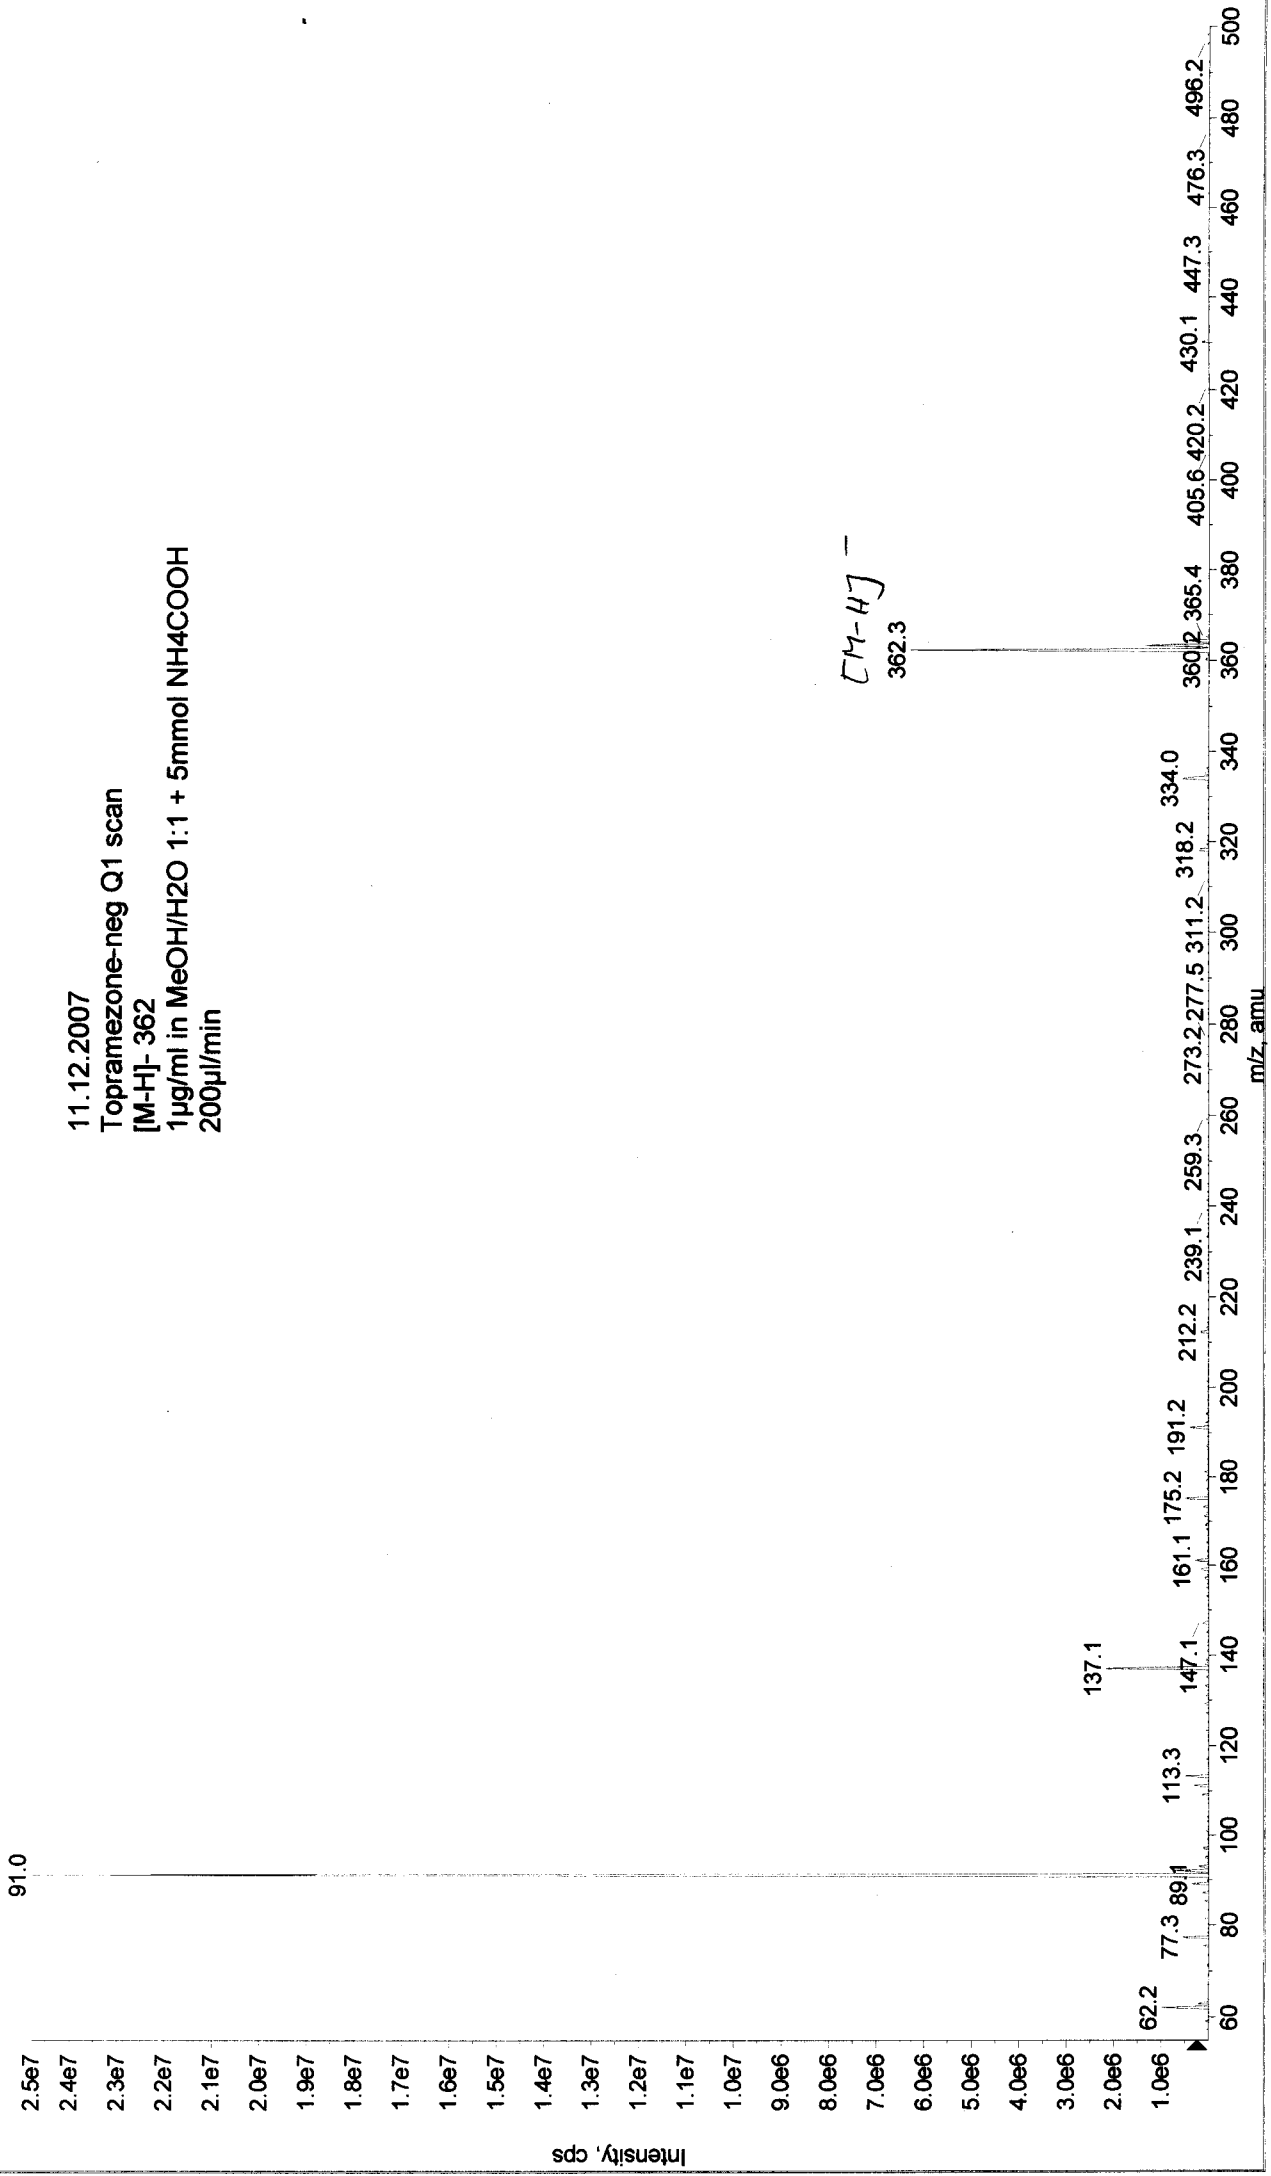 11.12.2007
Topramezone-neg Q1 scan
[M-H]- 362
1µg/ml in MeOH/H2O 1:1 + 5mmol NH4COOH
200µl/min
91.0
[M-H] -
362.3
137.1
62.2
77.3
89.1
113.3
147.1
161.1
175.2
191.2
212.2
239.1
259.3
273.2
277.5
311.2
318.2
334.0
360.2
365.4
405.6
420.2
430.1
447.3
476.3
496.2
2.5e7
2.4e7
2.3e7
2.2e7
2.1e7
2.0e7
1.9e7
1.8e7
1.7e7
1.6e7
1.5e7
1.4e7
1.3e7
1.2e7
1.1e7
1.0e7
9.0e6
8.0e6
7.0e6
6.0e6
5.0e6
4.0e6
3.0e6
2.0e6
1.0e6
Intensity, cps
60 80 100 120 140 160 180 200 220 240 260 280 300 320 340 360 380 400 420 440 460 480 500
m/z, amu